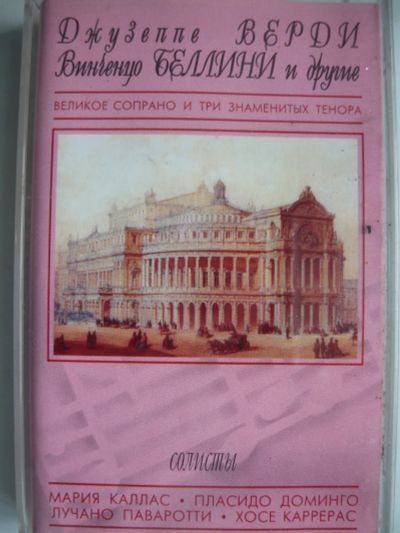 Джузеппе ВЕРДИ
Винченцо БЕЛЛИНИ и другие
ВЕЛИКОЕ СОПРАНО И ТРИ ЗНАМЕНИТЫХ ТЕНОРА
СОЛИСТЫ
МАРИЯ КАЛЛАС • ПЛАСИДО ДОМИНГО
ЛУЧАНО ПАВАРОТТИ • ХОСЕ КАРРЕРАС